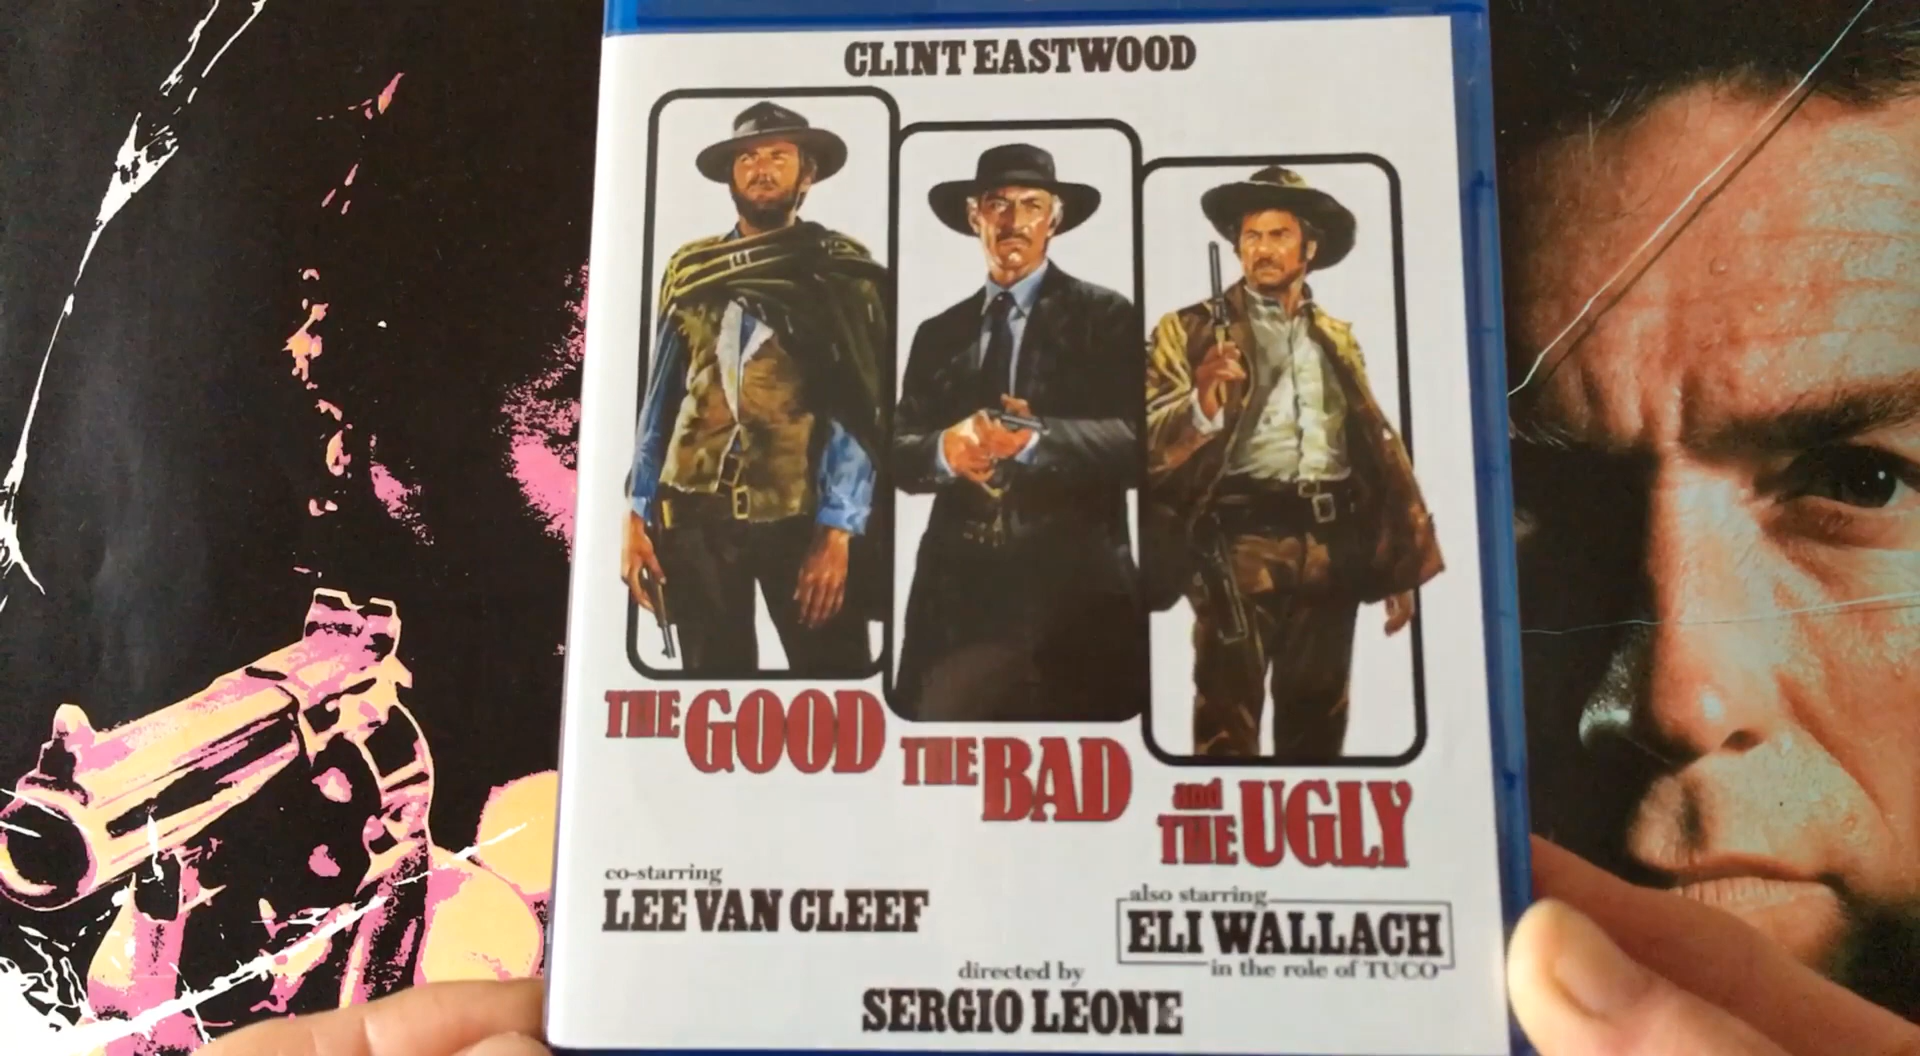 CLINT EASTWOOD
THE GOOD
THE BAD
and THE UGLY
co-starring
LEE VAN CLEEF
also starring
ELI WALLACH
in the role of TUCO
directed by
SERGIO LEONE